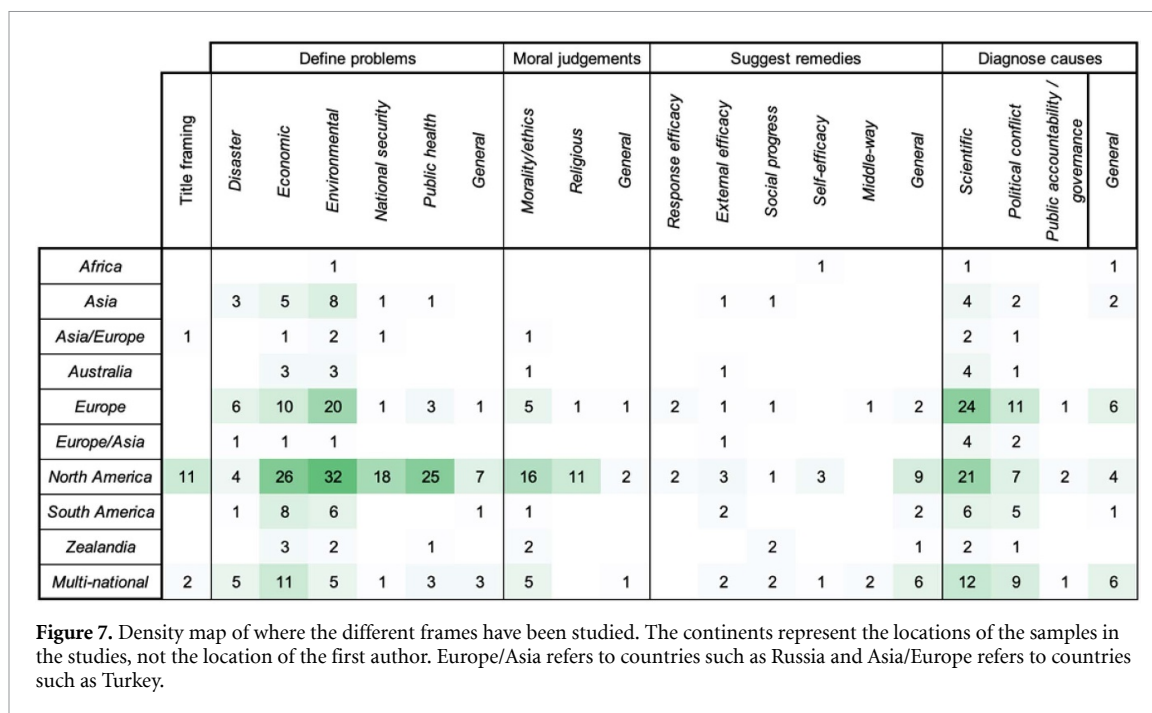 Define problems Moral judgements Suggest remedies Diagnose causes
Title framing Disaster Economic Environmental National security Public health General Morality/ethics Religious General Response efficacy External efficacy Social progress Self-efficacy Middle-way General Scientific Political conflict Public accountability / governance General
Africa 1 1 1 1
Asia 3 5 8 1 1 1 1 4 2 2
Asia/Europe 1 1 2 1 1 2 1
Australia 3 3 1 1 4 1
Europe 6 10 20 1 3 1 5 1 1 2 1 1 1 2 24 11 1 6
Europe/Asia 1 1 1 1 4 2
North America 11 4 26 32 18 25 7 16 11 2 2 3 1 3 9 21 7 2 4
South America 1 8 6 1 1 2 2 6 5 1
Zealandia 3 2 1 2 2 1 2 1
Multi-national 2 5 11 5 1 3 3 5 1 2 2 1 2 6 12 9 1 6
Figure 7. Density map of where the different frames have been studied. The continents represent the locations of the samples in
the studies, not the location of the first author. Europe/Asia refers to countries such as Russia and Asia/Europe refers to countries
such as Turkey.